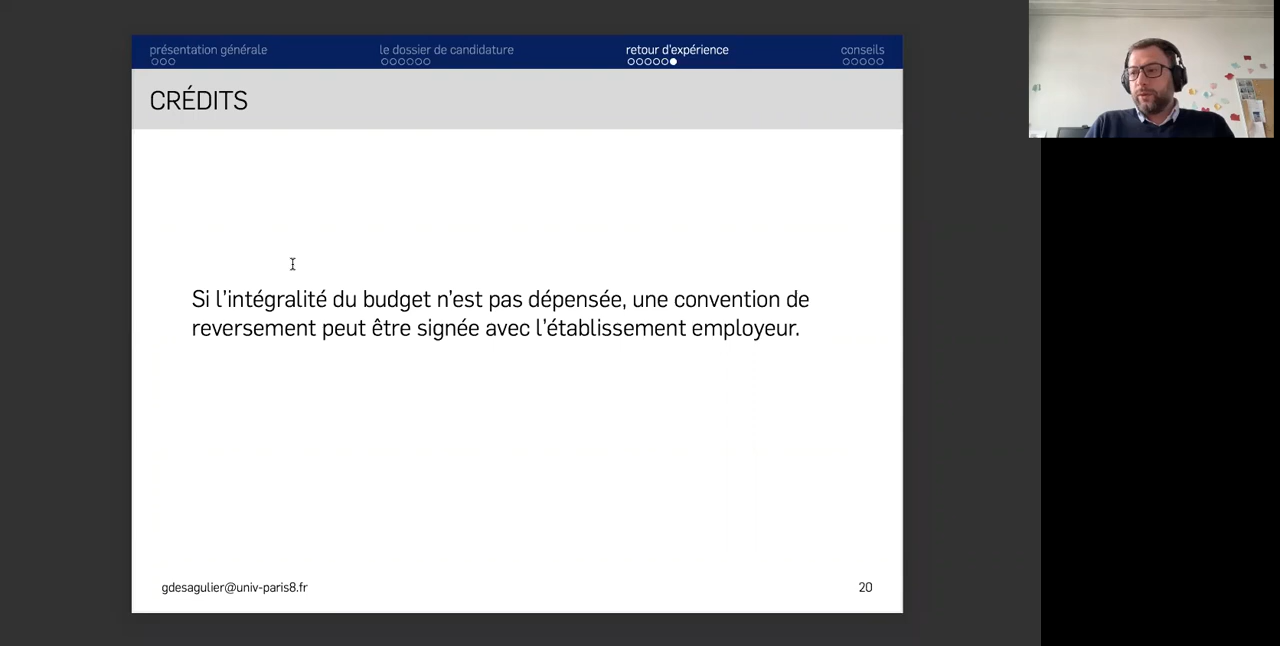 présentation générale
le dossier de candidature
retour d'expérience
conseils
CRÉDITS
Si l'intégralité du budget n'est pas dépensée, une convention de
reversement peut être signée avec l'établissement employeur.
gdesagulier@univ-paris8.fr
20